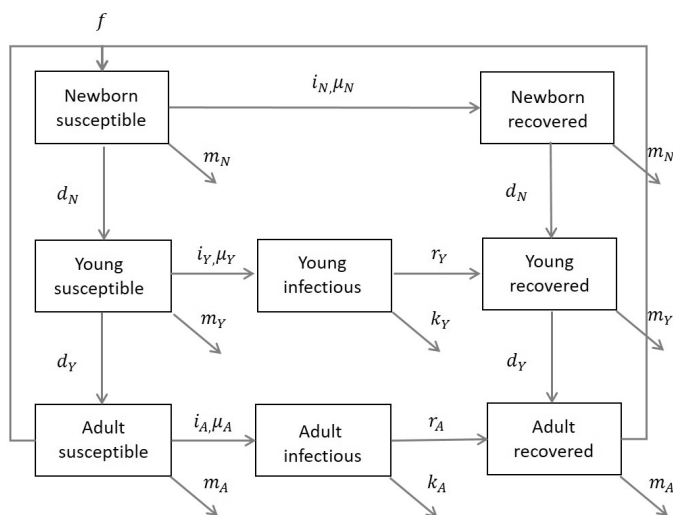 f
Newborn
susceptible
i_N,μ_N
Newborn
recovered
m_N
m_N
d_N
d_N
Young
susceptible
i_Y,μ_Y
Young
infectious
r_Y
Young
recovered
m_Y
k_Y
m_Y
d_Y
d_Y
Adult
susceptible
i_A,μ_A
Adult
infectious
r_A
Adult
recovered
m_A
k_A
m_A